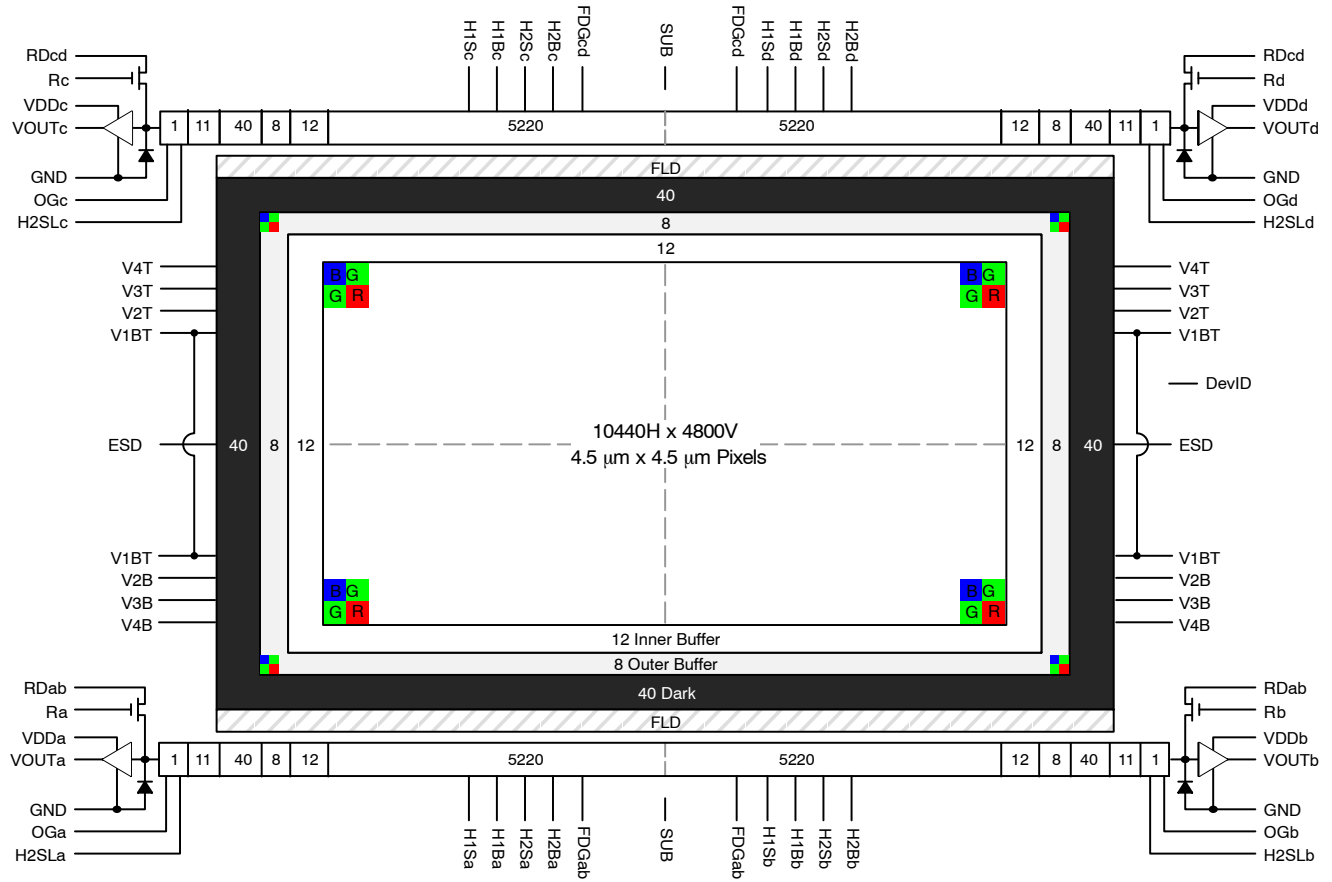 H1Sc H1Bc H2Sc H2Bc FDGcd SUB FDGcd H1Sd H1Bd H2Sd H2Bd
RDcd RDcd
Rc Rd
VDDc VDDd
VOUTc 1 11 40 8 12 5220 5220 12 8 40 11 1 VOUTd
FLD
GND GND
40
OGc OGd
H2SLc 8 H2SLd
12
V4T B G B G V4T
V3T G R G R V3T
V2T V2T
V1BT V1BT
DevID
10440H x 4800V
ESD 40 8 12 12 8 40 ESD
4.5 μm x 4.5 μm Pixels
V1BT V1BT
V2B B G B G V2B
V3B G R G R V3B
V4B V4B
12 Inner Buffer
8 Outer Buffer
RDab 40 Dark RDab
Ra Rb
FLD
VDDa VDDb
VOUTa 1 11 40 8 12 5220 5220 12 8 40 11 1 VOUTb
GND GND
OGa OGb
H2SLa H2SLb
H1Sa H1Ba H2Sa H2Ba FDGab SUB FDGab H1Sb H1Bb H2Sb H2Bb